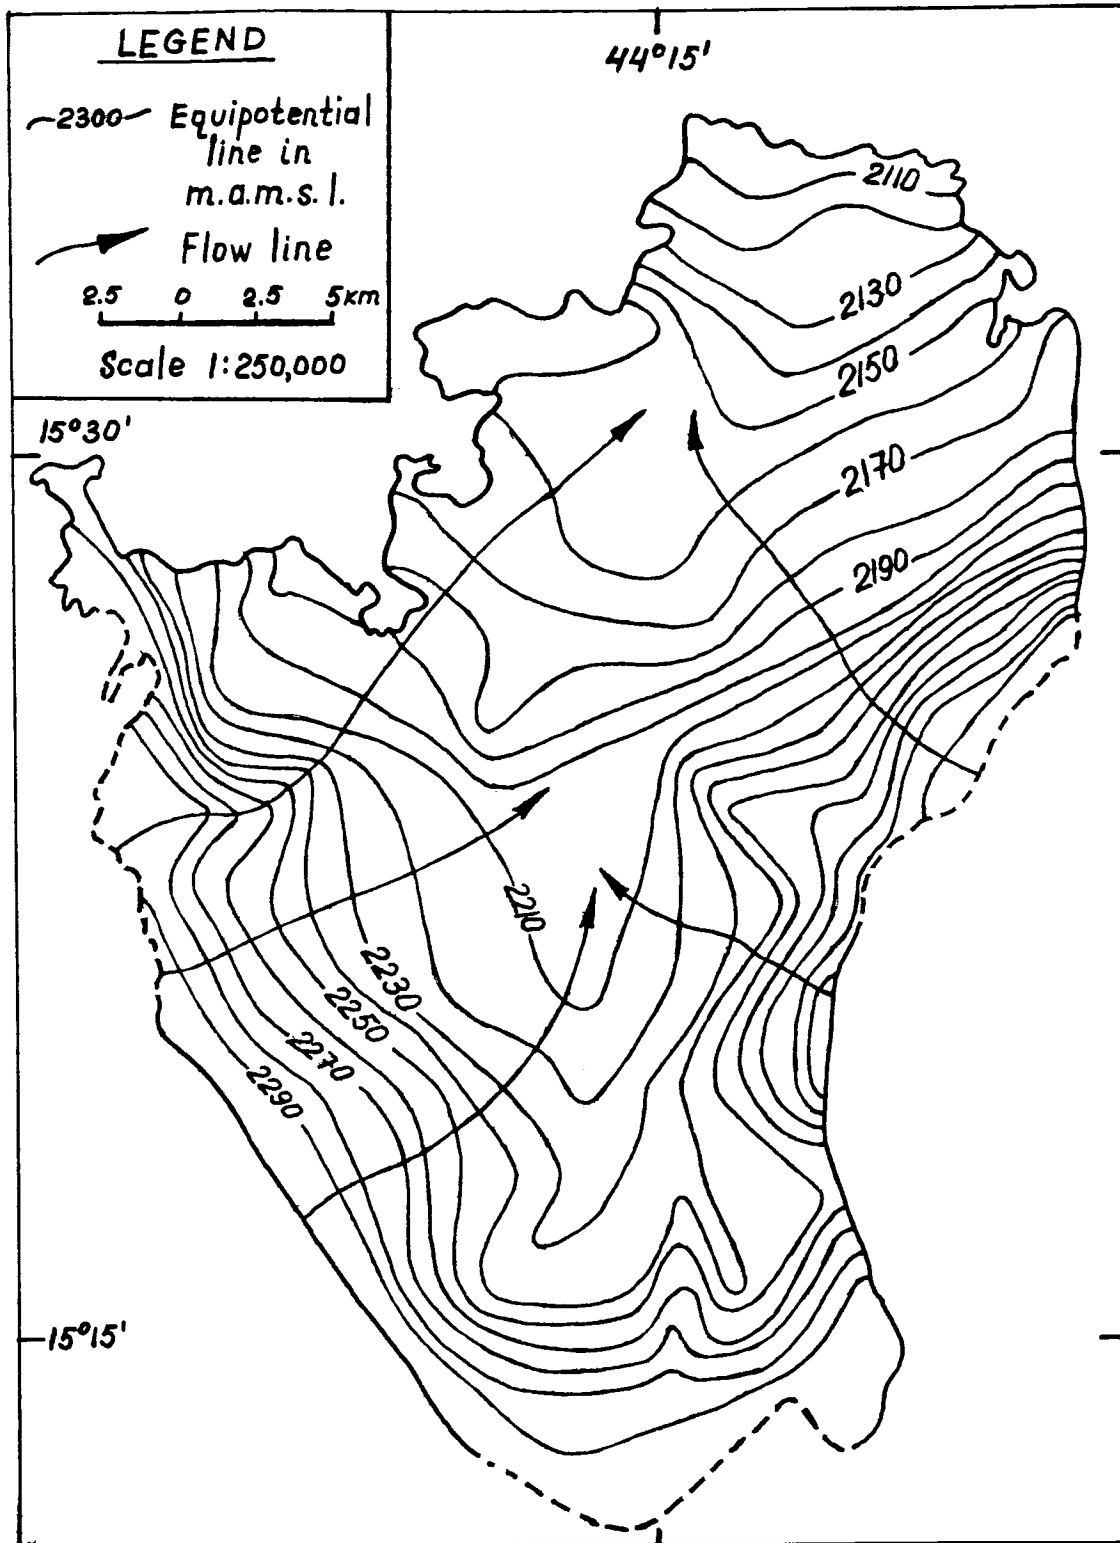 LEGEND
2300 Equipotential
line in
m.a.m.s.l.
Flow line
2.5 0 2.5 5km
Scale 1:250,000
44°15'
2110
2130
2150
15°30'
2170
2190
2210
2230
2250
2270
2290
15°15'